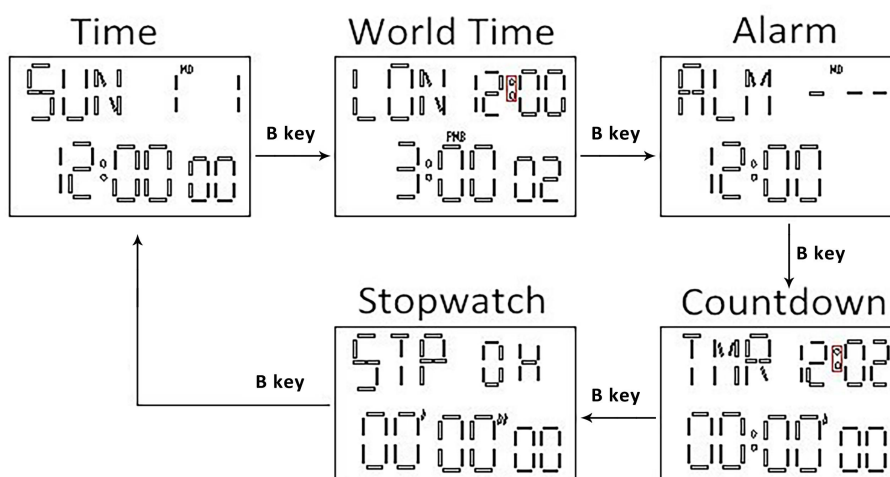 Time
SUN MD 1 1
12:00 00
B key
World Time
LON 12:00
PMB
3:00 02
B key
Alarm
ALM MD - --
12:00
B key
Countdown
TMR 12:02
00:00' 00
B key
Stopwatch
STP 0H
00' 00'' 00
B key